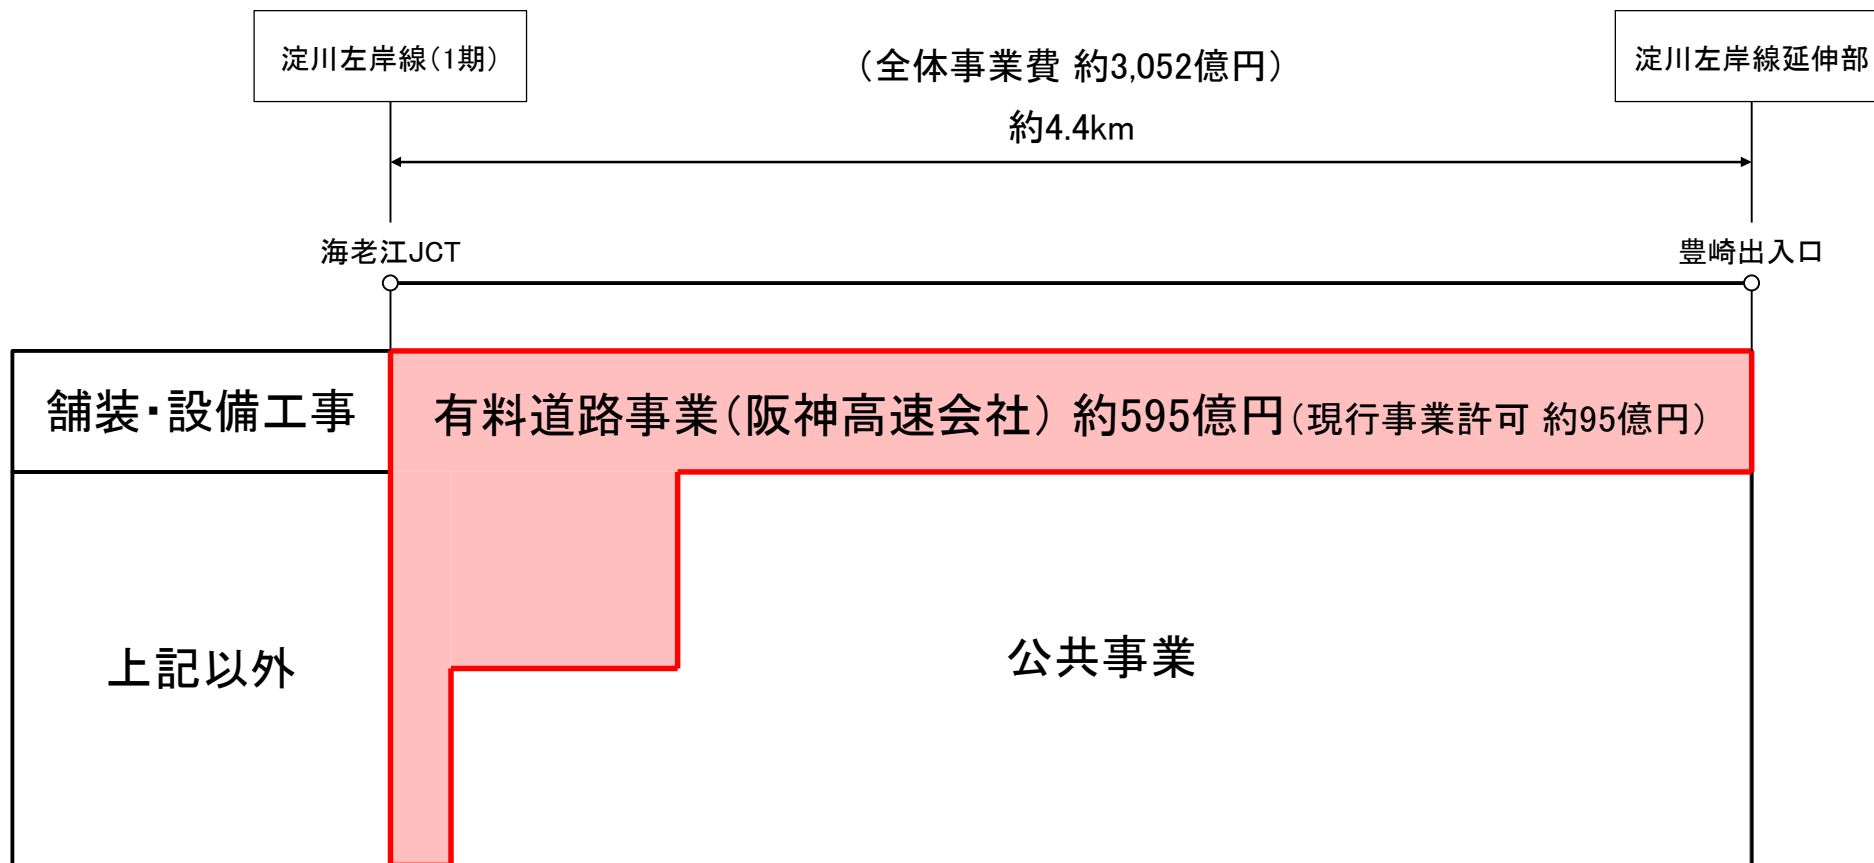 淀川左岸線(1期)
(全体事業費 約3,052億円)
淀川左岸線延伸部
約4.4km
海老江JCT
豊崎出入口
舗装・設備工事
有料道路事業(阪神高速会社) 約595億円(現行事業許可 約95億円)
上記以外
公共事業